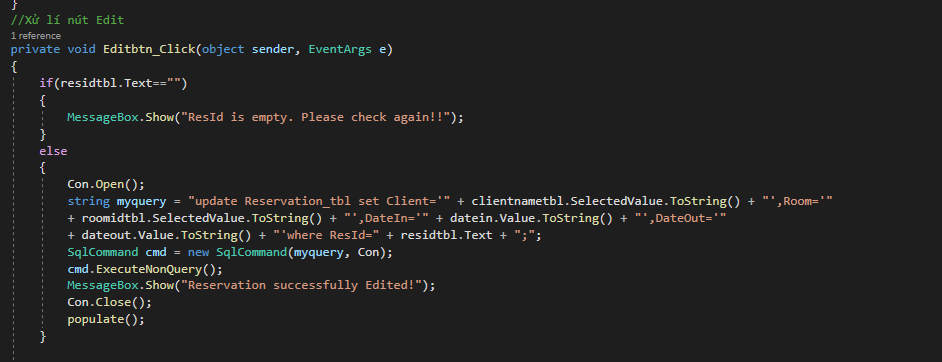 }
//Xử lí nút Edit
1 reference
private void Editbtn_Click(object sender, EventArgs e)
{
if(residtbl.Text=="")
{
MessageBox.Show("ResId is empty. Please check again!!");
}
else
{
Con.Open();
string myquery = "update Reservation_tbl set Client='" + clientnametbl.SelectedValue.ToString() + "',Room='"
+ roomidtbl.SelectedValue.ToString() + "',DateIn='" + datein.Value.ToString() + "',DateOut='"
+ dateout.Value.ToString() + "'where ResId=" + residtbl.Text + ";";
SqlCommand cmd = new SqlCommand(myquery, Con);
cmd.ExecuteNonQuery();
MessageBox.Show("Reservation successfully Edited!");
Con.Close();
populate();
}